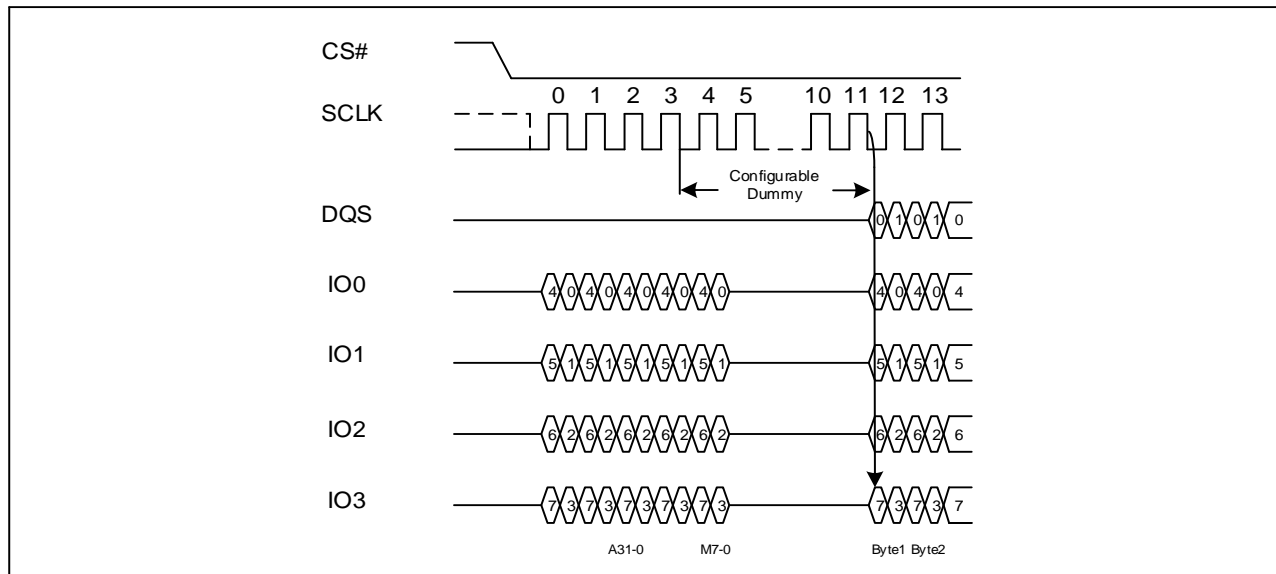 CS#
0 1 2 3 4 5 10 11 12 13
SCLK
Configurable
Dummy
DQS
0 1 0 1 0
IO0
4 0 4 0 4 0 4 0 4 0 4 0 4 0 4
IO1
5 1 5 1 5 1 5 1 5 1 5 1 5 1 5
IO2
6 2 6 2 6 2 6 2 6 2 6 2 6 2 6
IO3
7 3 7 3 7 3 7 3 7 3 7 3 7 3 7
A31-0 M7-0 Byte1 Byte2